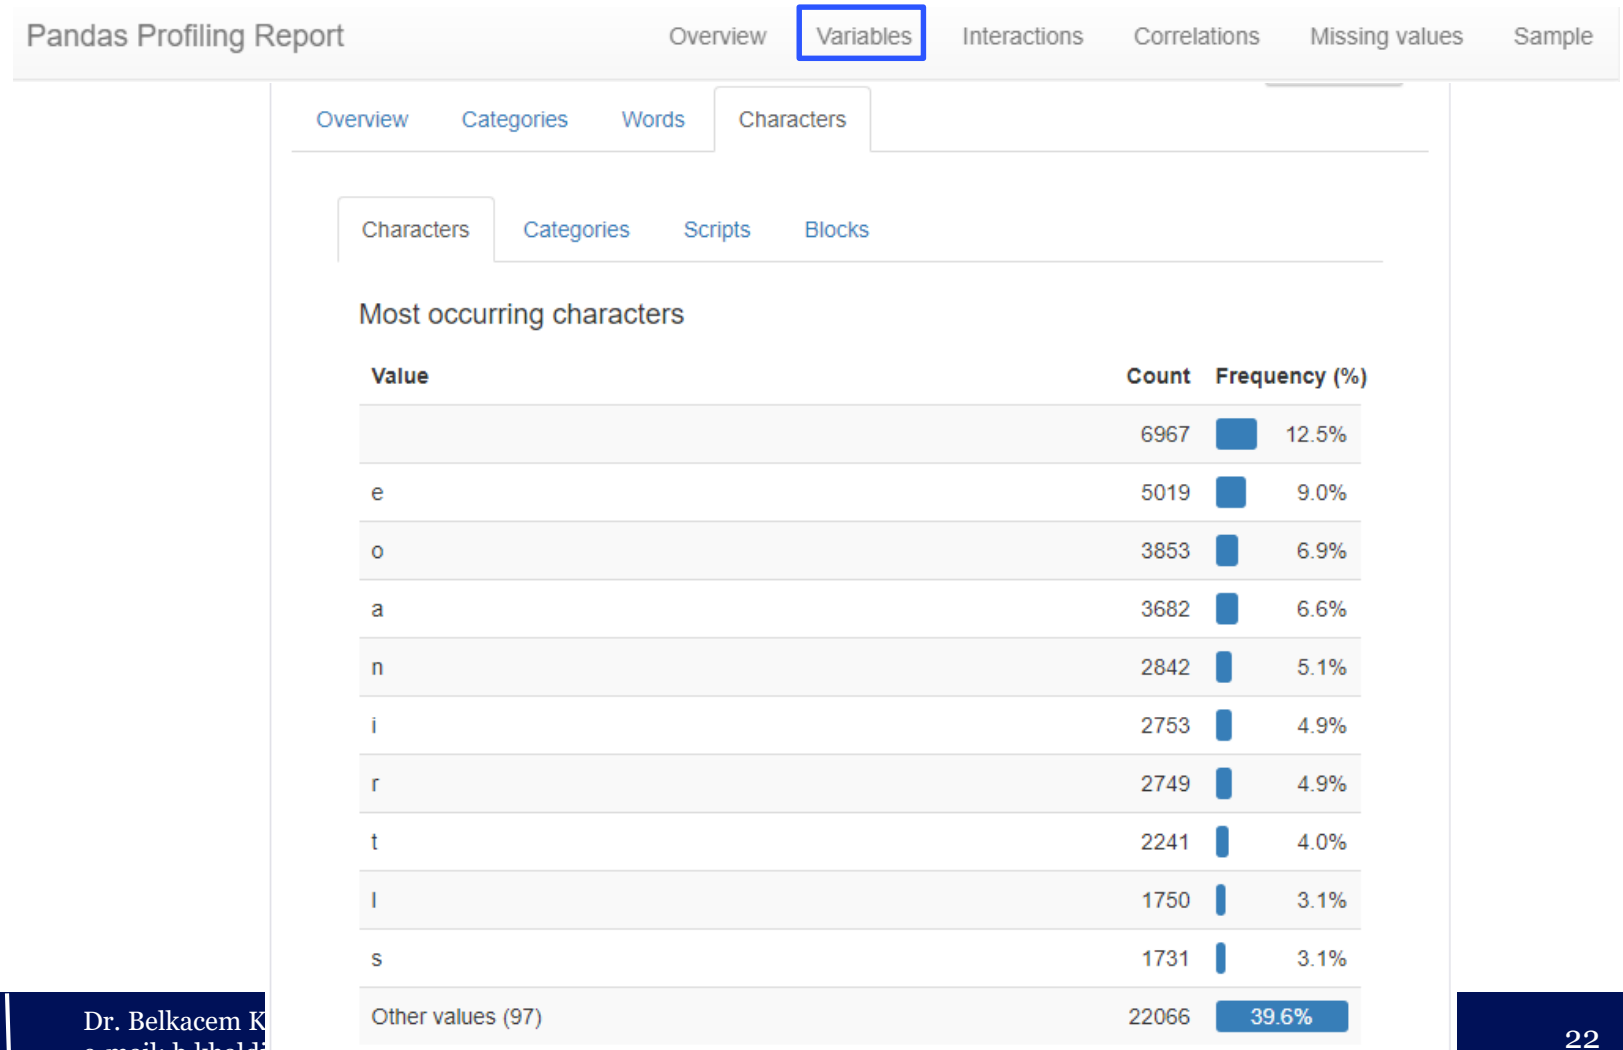 Pandas Profiling Report Overview Variables Interactions Correlations Missing values Sample
Overview Categories Words Characters
Characters Categories Scripts Blocks
Most occurring characters
Value Count Frequency (%)
6967 12.5%
e 5019 9.0%
o 3853 6.9%
a 3682 6.6%
n 2842 5.1%
i 2753 4.9%
r 2749 4.9%
t 2241 4.0%
l 1750 3.1%
s 1731 3.1%
Other values (97) 22066 39.6%
Dr. Belkacem K
22